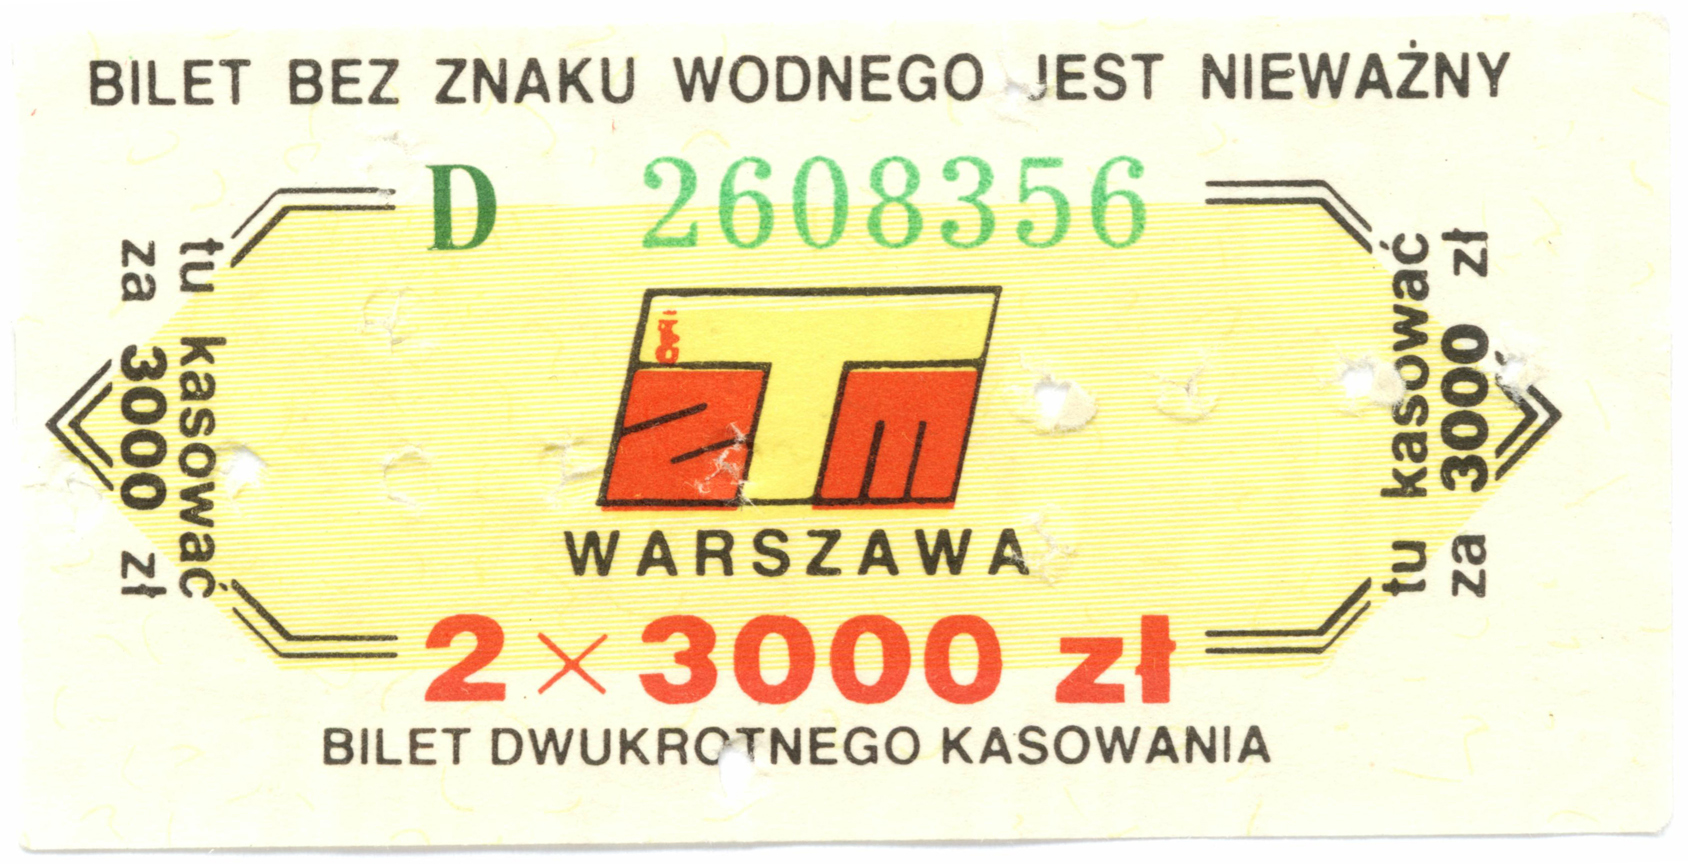 BILET BEZ ZNAKU WODNEGO JEST NIEWAŻNY
D 2608356
tu kasować
za 3000 zł
ZTM
WARSZAWA
2 × 3000 zł
BILET DWUKROTNEGO KASOWANIA
tu kasować
za 3000 zł